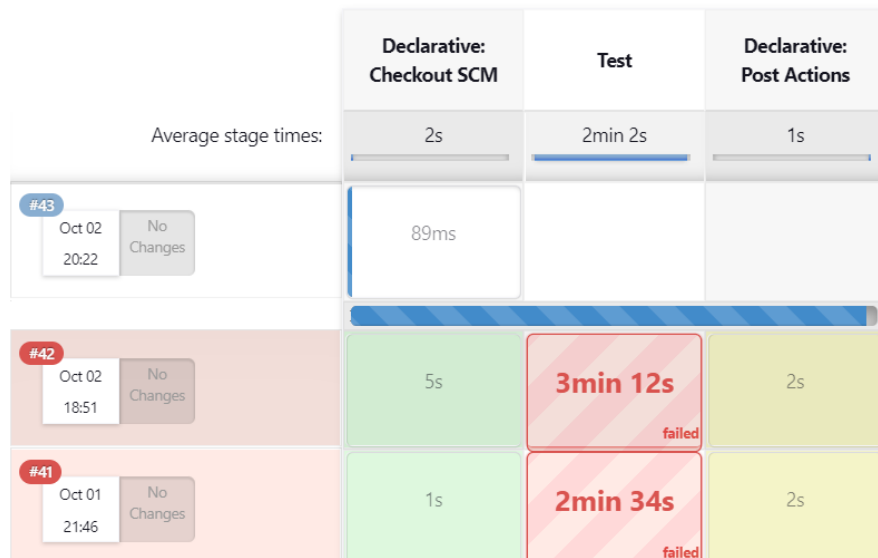 Declarative:
Checkout SCM
Test
Declarative:
Post Actions
Average stage times:
2s
2min 2s
1s
#43
Oct 02
20:22
No
Changes
89ms
#42
Oct 02
18:51
No
Changes
5s
3min 12s
failed
2s
#41
Oct 01
21:46
No
Changes
1s
2min 34s
failed
2s